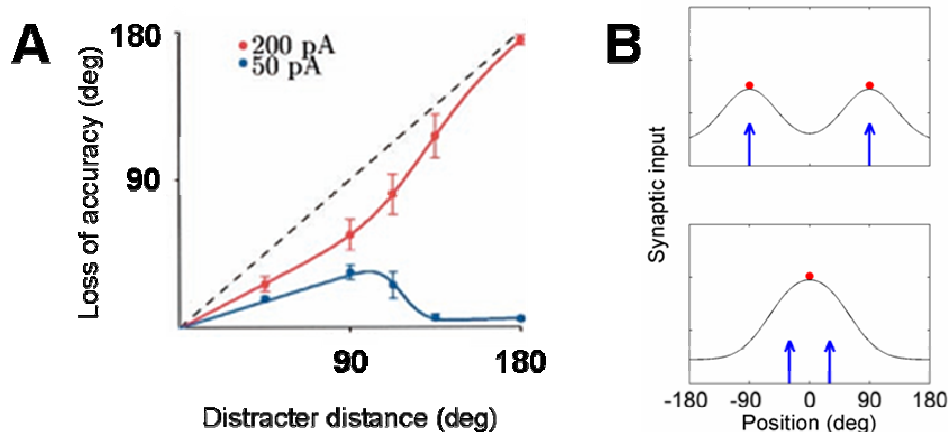 A
180
90
Loss of accuracy (deg)
200 pA
50 pA
90
180
Distracter distance (deg)
B
Synaptic input
-180
-90
0
90
180
Position (deg)